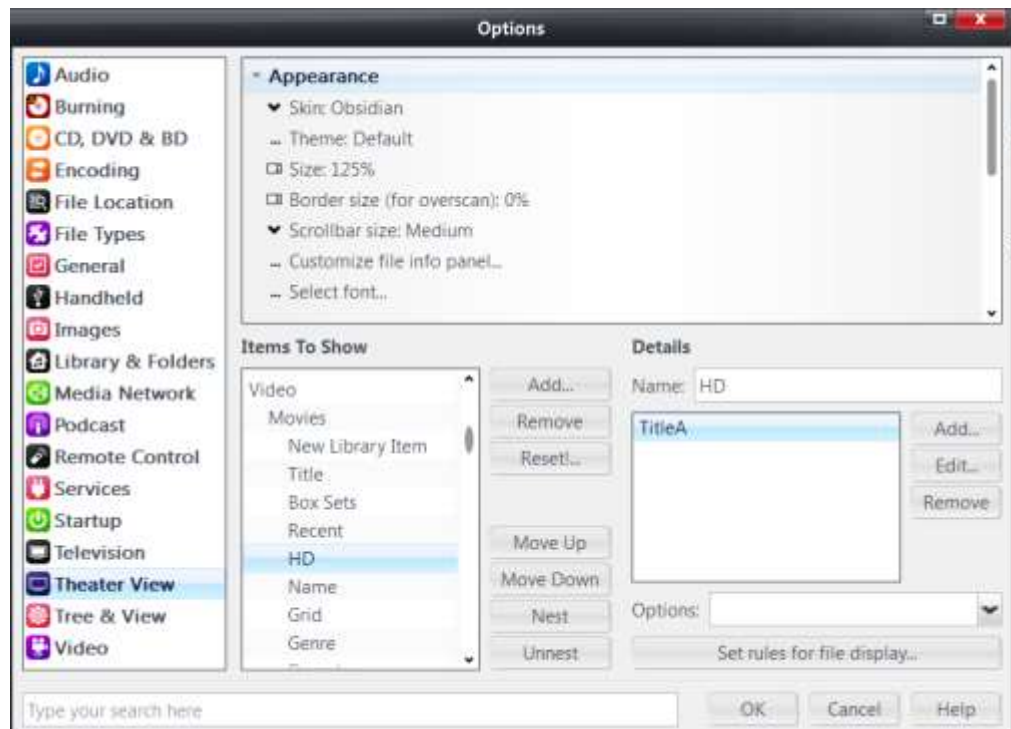 Options
Audio
Burning
CD, DVD & BD
Encoding
File Location
File Types
General
Handheld
Images
Library & Folders
Media Network
Podcast
Remote Control
Services
Startup
Television
Theater View
Tree & View
Video
Appearance
Skin: Obsidian
... Theme: Default
Size: 125%
Border size (for overscan): 0%
Scrollbar size: Medium
... Customize file info panel...
... Select font...
Items To Show
Video
Movies
New Library Item
Title
Box Sets
Recent
HD
Name
Grid
Genre
Add...
Remove
Reset!...
Move Up
Move Down
Nest
Unnest
Details
Name: HD
TitleA
Add...
Edit...
Remove
Options:
Set rules for file display...
Type your search here
OK
Cancel
Help